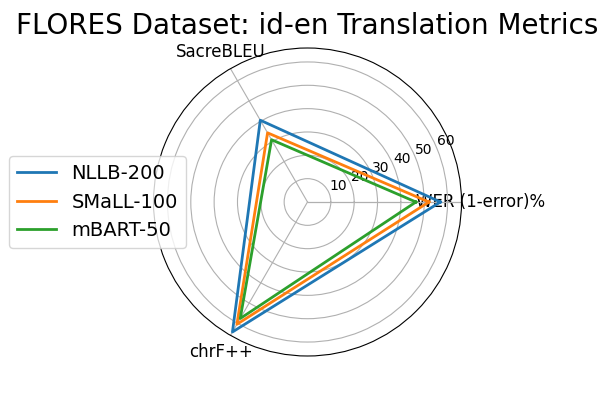 FLORES Dataset: id-en Translation Metrics
SacreBLEU
60
50
40
30
20
10
WER (1-error)%
NLLB-200
SMaLL-100
mBART-50
chrF++